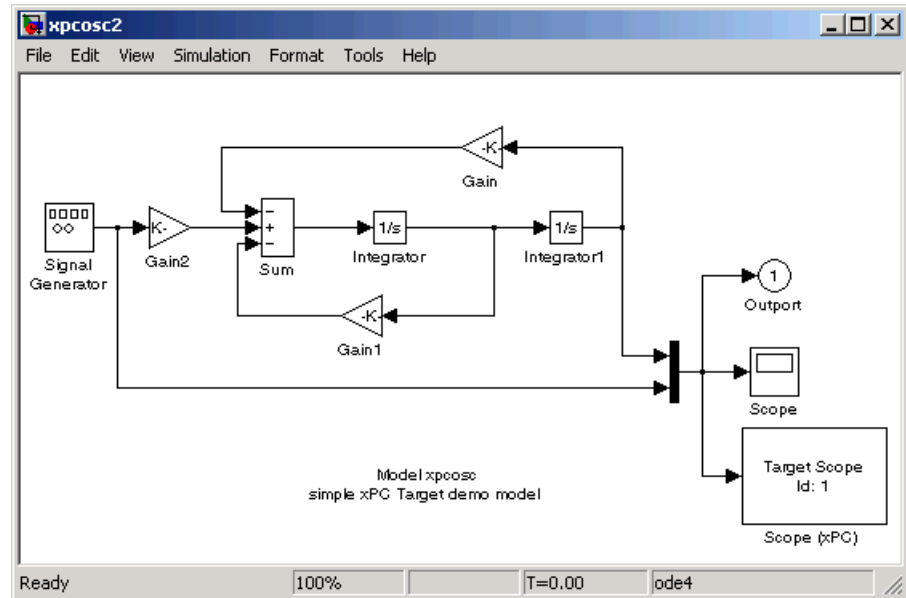 xpcosc2
File Edit View Simulation Format Tools Help
-K-
Gain
Signal
Generator
K-
Gain2
−
+
−
Sum
1/s
Integrator
1/s
Integrator1
-K-
Gain1
1
Outport
Scope
Target Scope
Id: 1
Scope (xPC)
Model xpcosc
simple xPC Target demo model
Ready 100% T=0.00 ode4